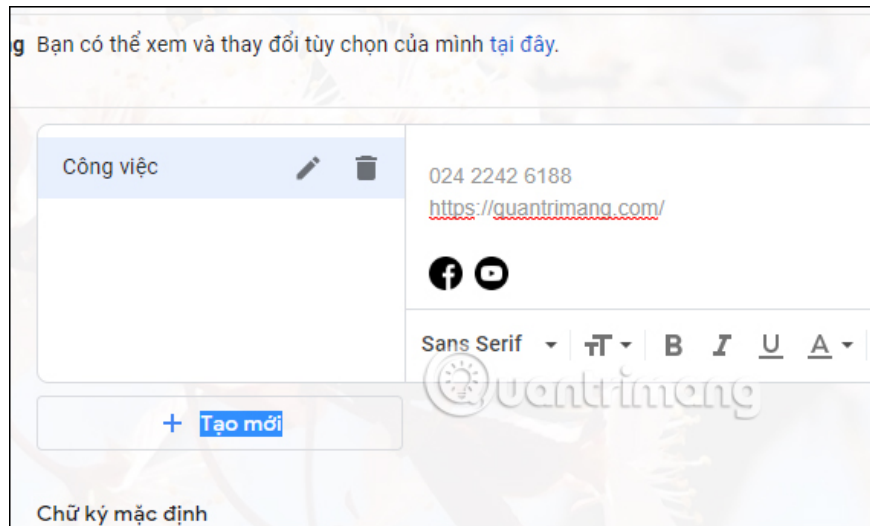 g Bạn có thể xem và thay đổi tùy chọn của mình tại đây.
Công việc
024 2242 6188
https://quantrimang.com/
Sans Serif
B I U A
Quantrimang
+ Tạo mới
Chữ ký mặc định